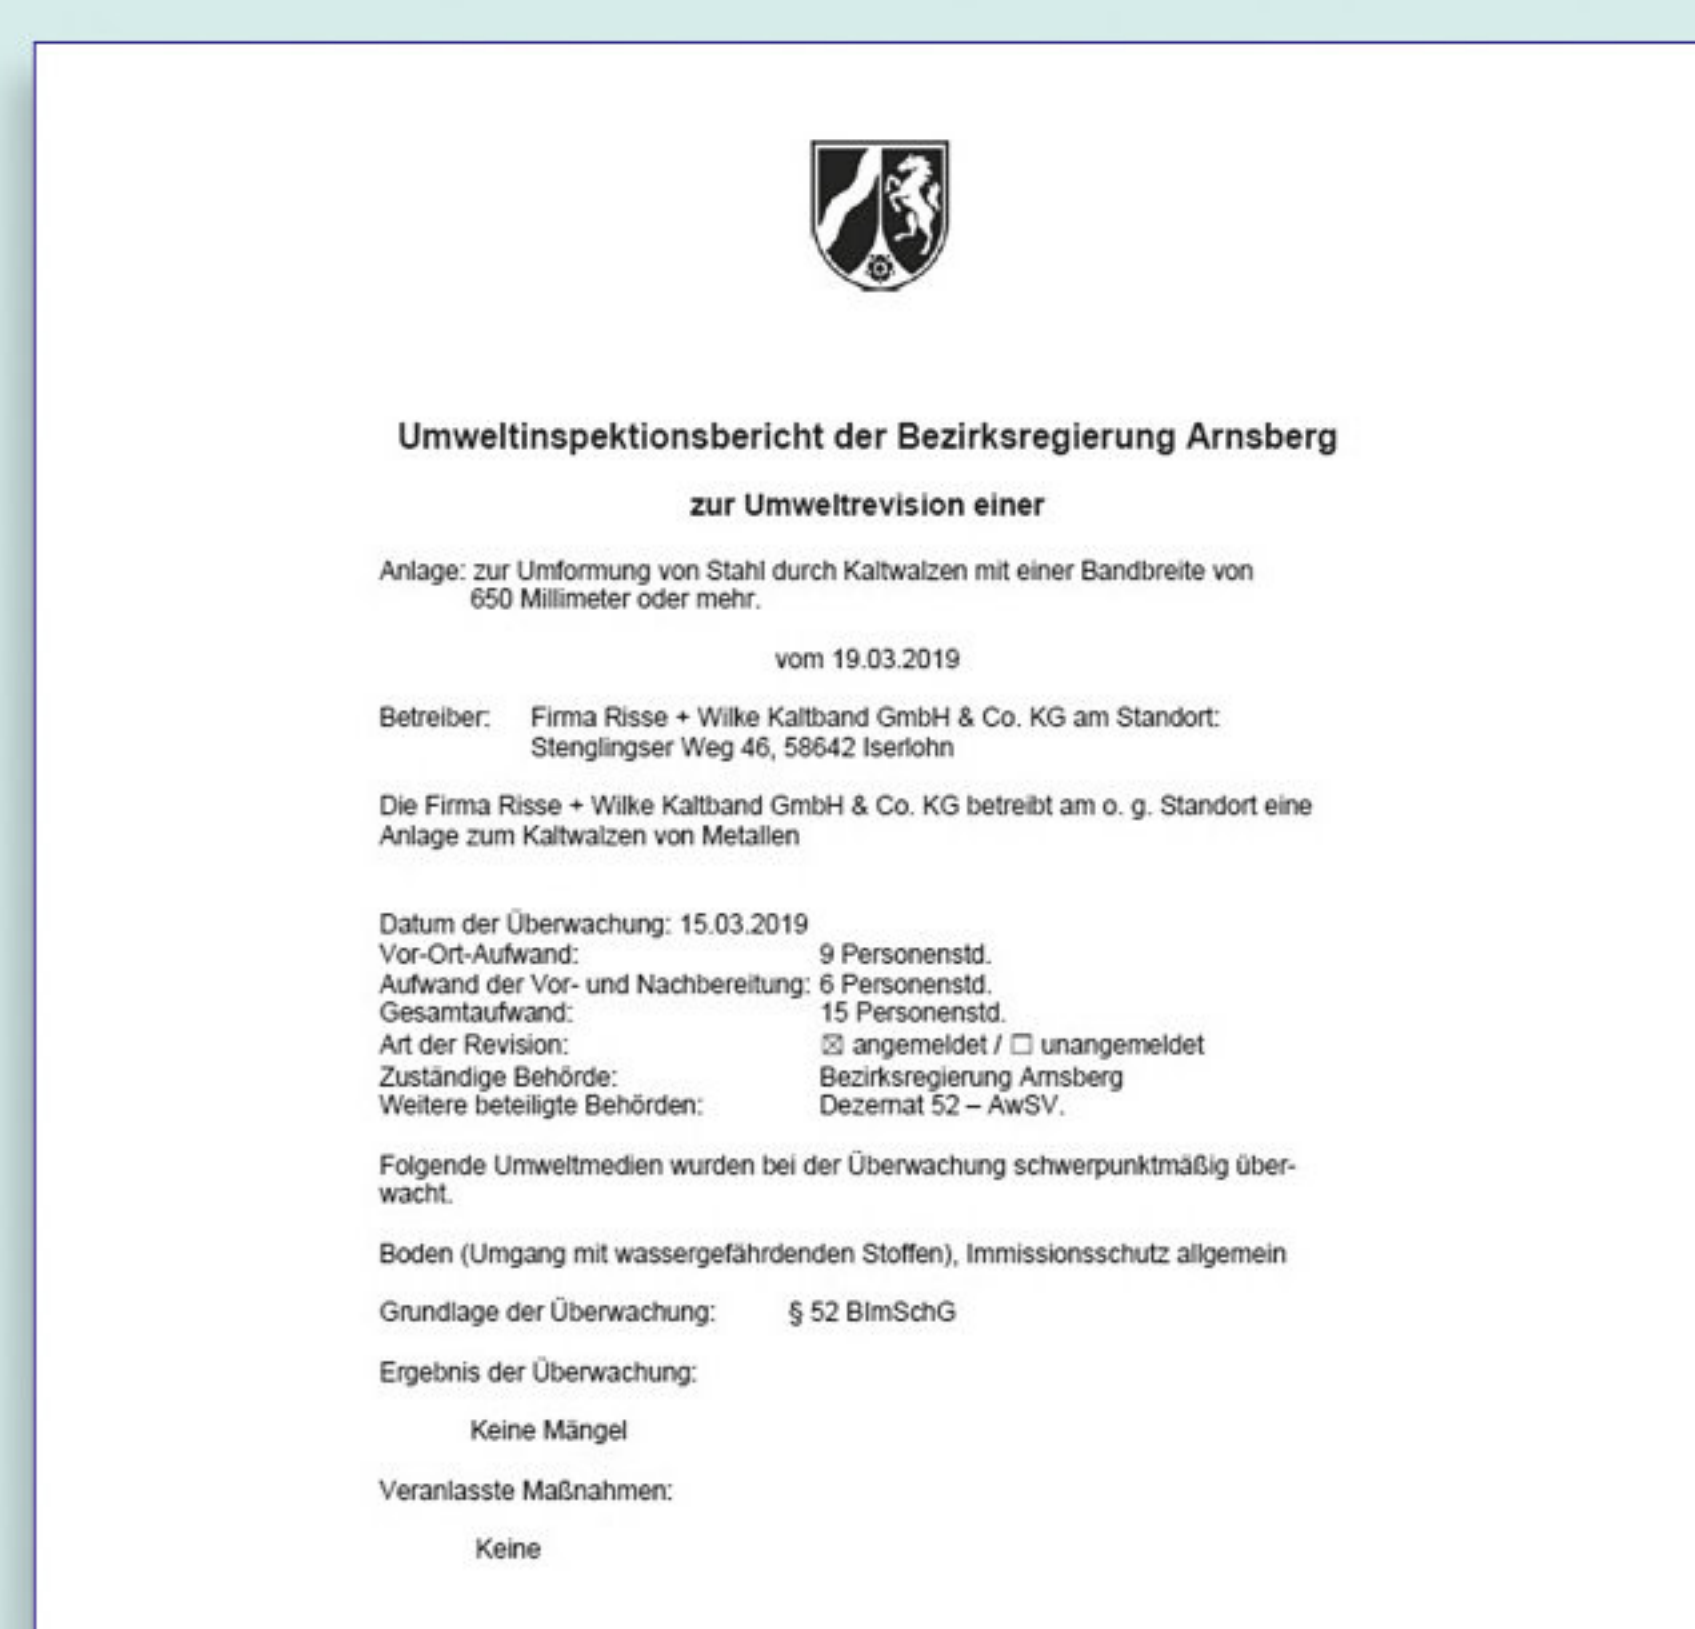 Umweltinspektionsbericht der Bezirksregierung Arnsberg
zur Umweltrevision einer
Anlage: zur Umformung von Stahl durch Kaltwalzen mit einer Bandbreite von
650 Millimeter oder mehr.
vom 19.03.2019
Betreiber: Firma Risse + Wilke Kaltband GmbH & Co. KG am Standort:
Stenglingser Weg 46, 58642 Iserlohn
Die Firma Risse + Wilke Kaltband GmbH & Co. KG betreibt am o. g. Standort eine
Anlage zum Kaltwalzen von Metallen
Datum der Überwachung: 15.03.2019
Vor-Ort-Aufwand: 9 Personenstd.
Aufwand der Vor- und Nachbereitung: 6 Personenstd.
Gesamtaufwand: 15 Personenstd.
Art der Revision: ☒ angemeldet / ☐ unangemeldet
Zuständige Behörde: Bezirksregierung Arnsberg
Weitere beteiligte Behörden: Dezernat 52 – AwSV.
Folgende Umweltmedien wurden bei der Überwachung schwerpunktmäßig über-
wacht.
Boden (Umgang mit wassergefährdenden Stoffen), Immissionsschutz allgemein
Grundlage der Überwachung: § 52 BImSchG
Ergebnis der Überwachung:
Keine Mängel
Veranlasste Maßnahmen:
Keine